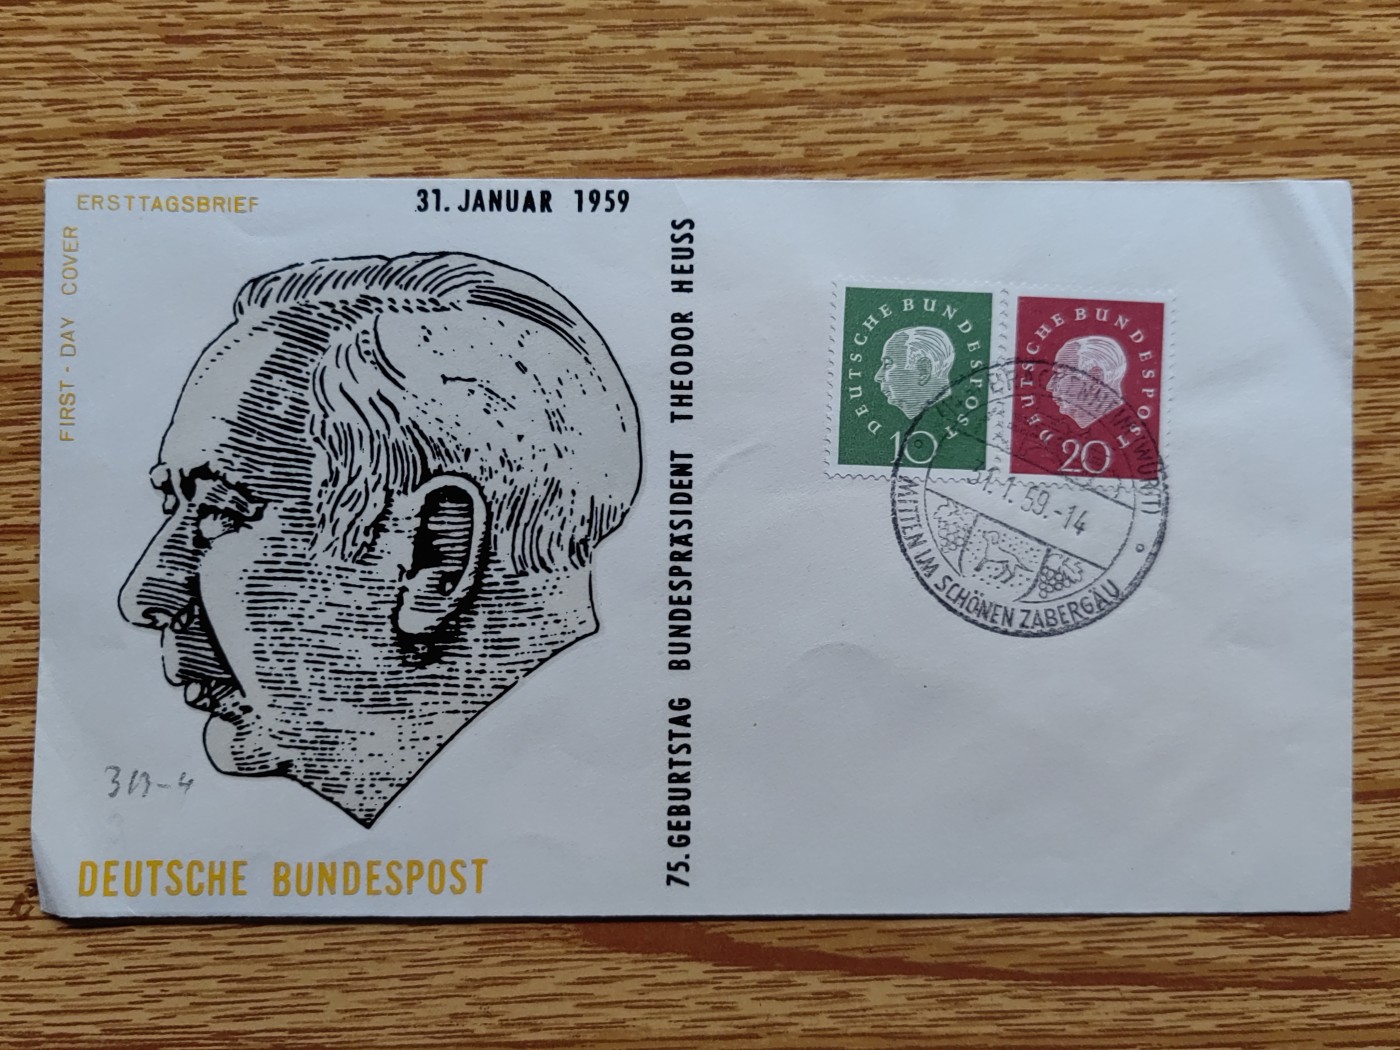 ERSTTAGSBRIEF
31. JANUAR 1959
FIRST-DAY COVER
75. GEBURTSTAG BUNDESPRÄSIDENT THEODOR HEUSS
DEUTSCHE BUNDESPOST
10
DEUTSCHE BUNDESPOST
20
31.1.59.-14
MITTEN IM SCHÖNEN ZABERGÄU
313-4
DEUTSCHE BUNDESPOST